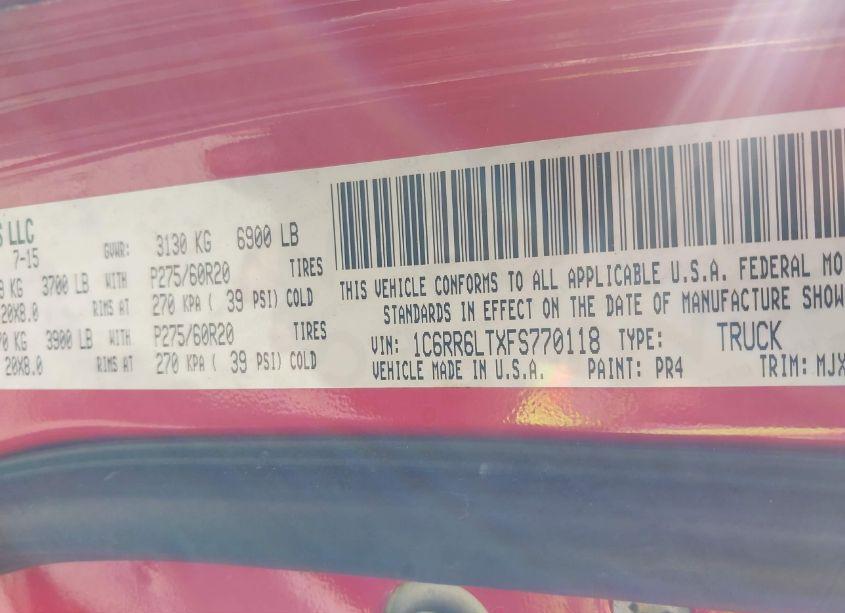 LLC
7-15 GVWR: 3130 KG 6900 LB
KG 3700 LB WITH P275/60R20 TIRES
20X8.0 RIMS AT 270 KPA ( 39 PSI) COLD
KG 3900 LB WITH P275/60R20 TIRES
20X8.0 RIMS AT 270 KPA ( 39 PSI) COLD
THIS VEHICLE CONFORMS TO ALL APPLICABLE U.S.A. FEDERAL MO
STANDARDS IN EFFECT ON THE DATE OF MANUFACTURE SHOW
VIN: 1C6RR6LTXFS770118 TYPE: TRUCK
VEHICLE MADE IN U.S.A. PAINT: PR4 TRIM: MJX